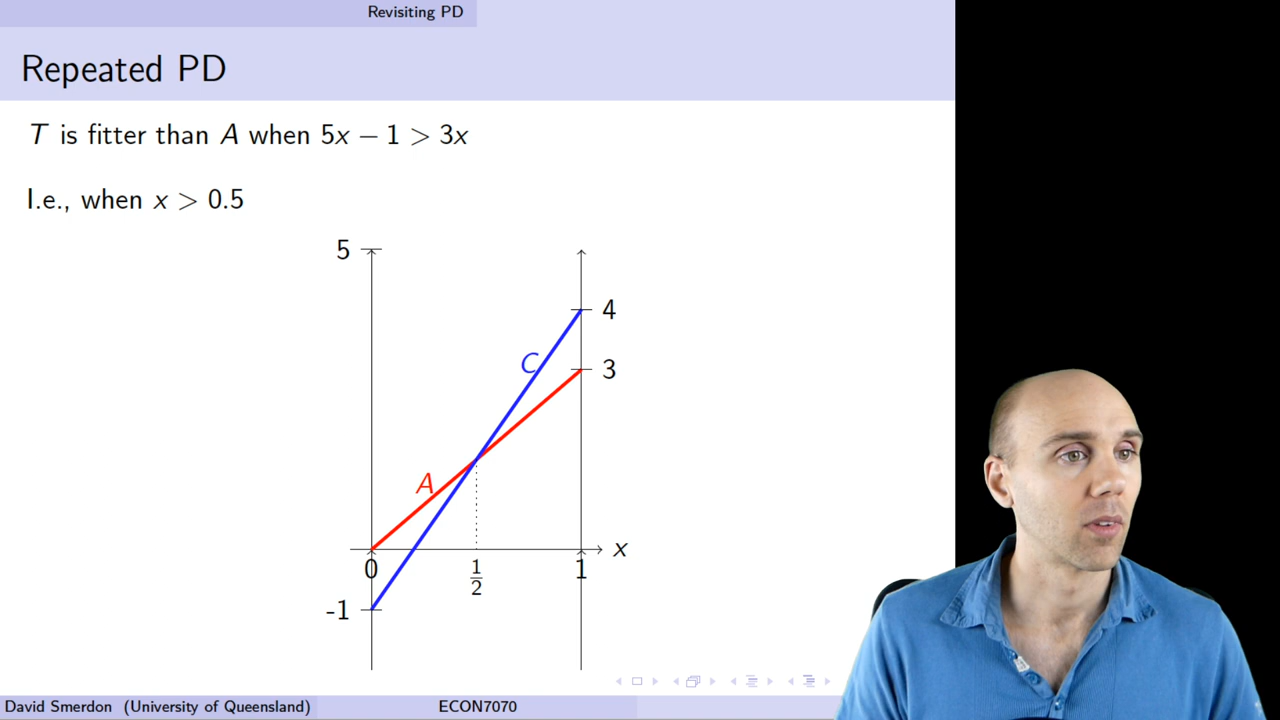 Revisiting PD
Repeated PD
T is fitter than A when 5x − 1 > 3x
I.e., when x > 0.5
5
4
C
3
A
x
0
1/2
1
-1
David Smerdon (University of Queensland)
ECON7070